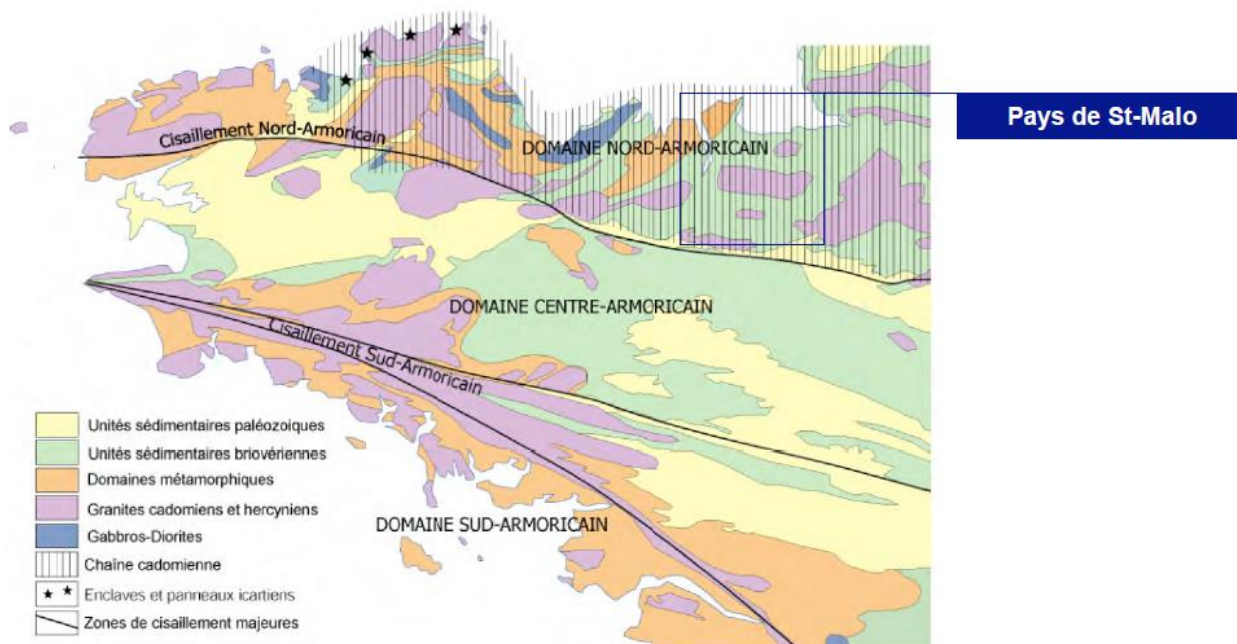 Pays de St-Malo
Cisaillement Nord-Armoricain
DOMAINE NORD-ARMORICAIN
DOMAINE CENTRE-ARMORICAIN
Cisaillement Sud-Armoricain
DOMAINE SUD-ARMORICAIN
Unités sédimentaires paléozoiques
Unités sédimentaires briovériennes
Domaines métamorphiques
Granites cadomiens et hercyniens
Gabbros-Diorites
Chaîne cadomienne
Enclaves et panneaux icartiens
Zones de cisaillement majeures